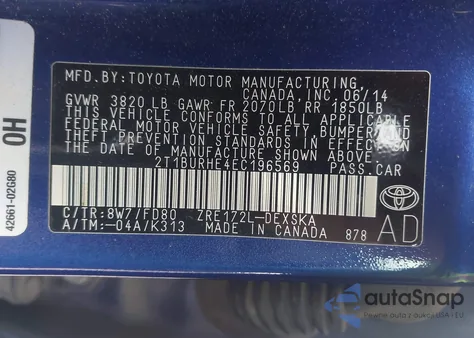 MFD.BY:TOYOTA MOTOR MANUFACTURING,
CANADA, INC. 06/14
GVWR 3820 LB GAWR FR 2070LB RR 1850LB
THIS VEHICLE CONFORMS TO ALL APPLICABLE
FEDERAL MOTOR VEHICLE SAFETY, BUMPER, AND
THEFT PREVENTION STANDARDS IN EFFECT ON
THE DATE OF MANUFACTURE SHOWN ABOVE.
2T1BURHE4EC196569 PASS.CAR
C/TR:8W7/FD80 ZRE172L-DEXSKA
A/TM:-04A/K313 MADE IN CANADA 878
AD
42661-02G80
OH
autoSnap